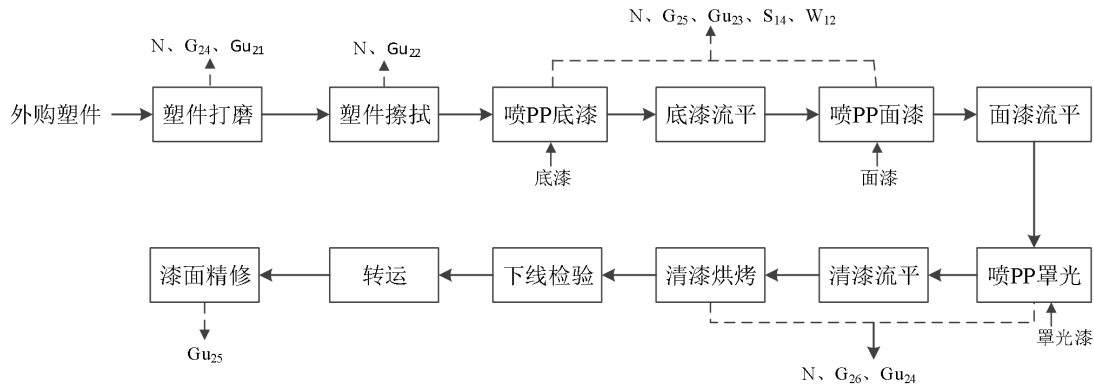 N、G₂₅、Gu₂₃、S₁₄、W₁₂
N、G₂₄、Gu₂₁
N、Gu₂₂
外购塑件
塑件打磨
塑件擦拭
喷PP底漆
底漆流平
喷PP面漆
面漆流平
底漆
面漆
漆面精修
转运
下线检验
清漆烘烤
清漆流平
喷PP罩光
罩光漆
Gu₂₅
N、G₂₆、Gu₂₄